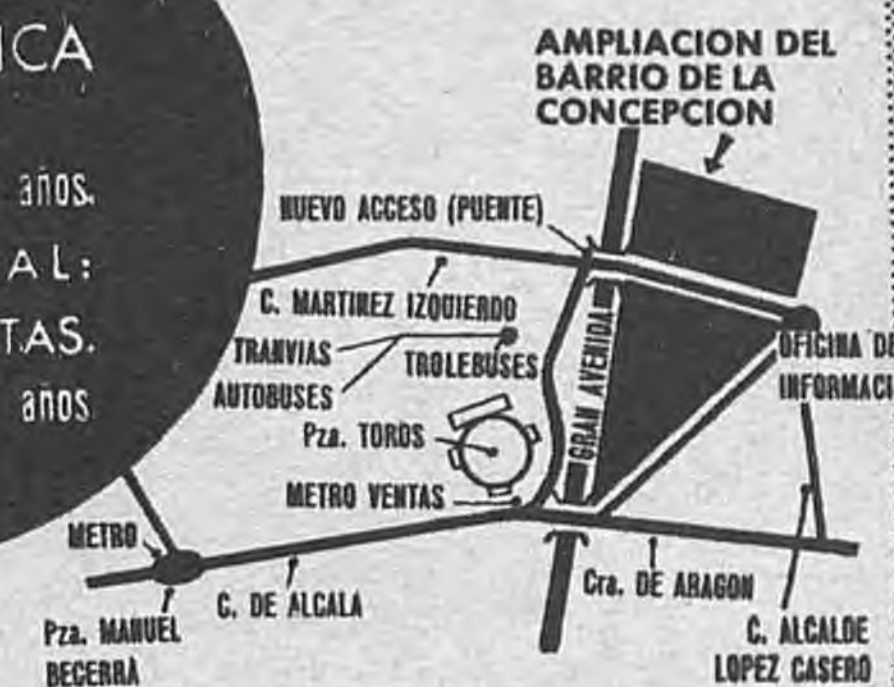 ICA
años.
AL:
TAS.
años
AMPLIACION DEL
BARRIO DE LA
CONCEPCION
NUEVO ACCESO (PUENTE)
C. MARTINEZ IZQUIERDO
TRANVIAS
TROLEBUSES
AUTOBUSES
GRAN AVENIDA
OFICINA DE
INFORMACI
Pza. TOROS
METRO VENTAS
METRO
Pza. MANUEL
BECERRA
C. DE ALCALA
Cra. DE ARAGON
C. ALCALDE
LOPEZ CASERO